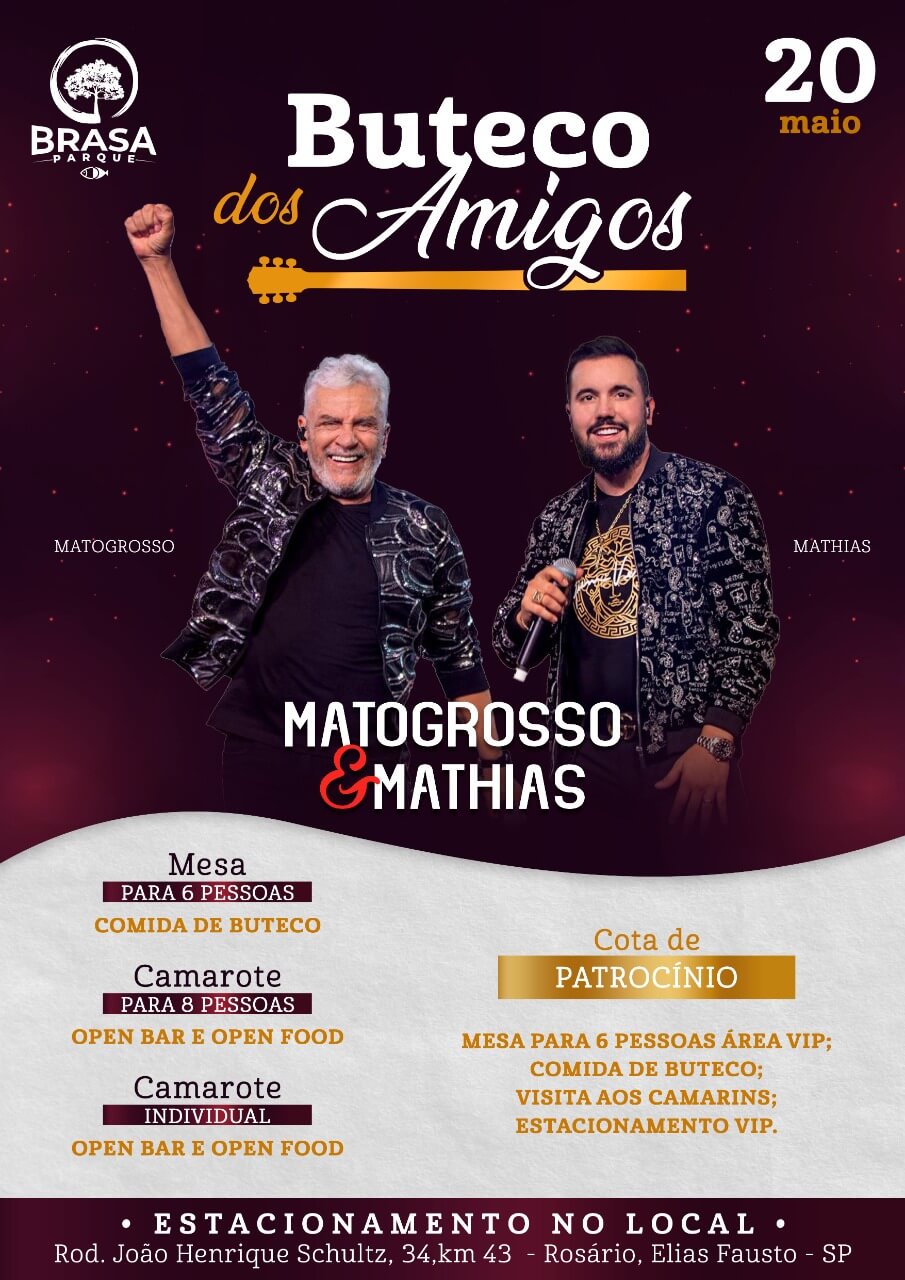 BRASA
PARQUE
20
maio
Buteco
dos Amigos
MATOGROSSO
MATHIAS
MATOGROSSO
&MATHIAS
Mesa
PARA 6 PESSOAS
COMIDA DE BUTECO
Camarote
PARA 8 PESSOAS
OPEN BAR E OPEN FOOD
Camarote
INDIVIDUAL
OPEN BAR E OPEN FOOD
Cota de
PATROCÍNIO
MESA PARA 6 PESSOAS ÁREA VIP;
COMIDA DE BUTECO;
VISITA AOS CAMARINS;
ESTACIONAMENTO VIP.
• ESTACIONAMENTO NO LOCAL •
Rod. João Henrique Schultz, 34,km 43 - Rosário, Elias Fausto - SP